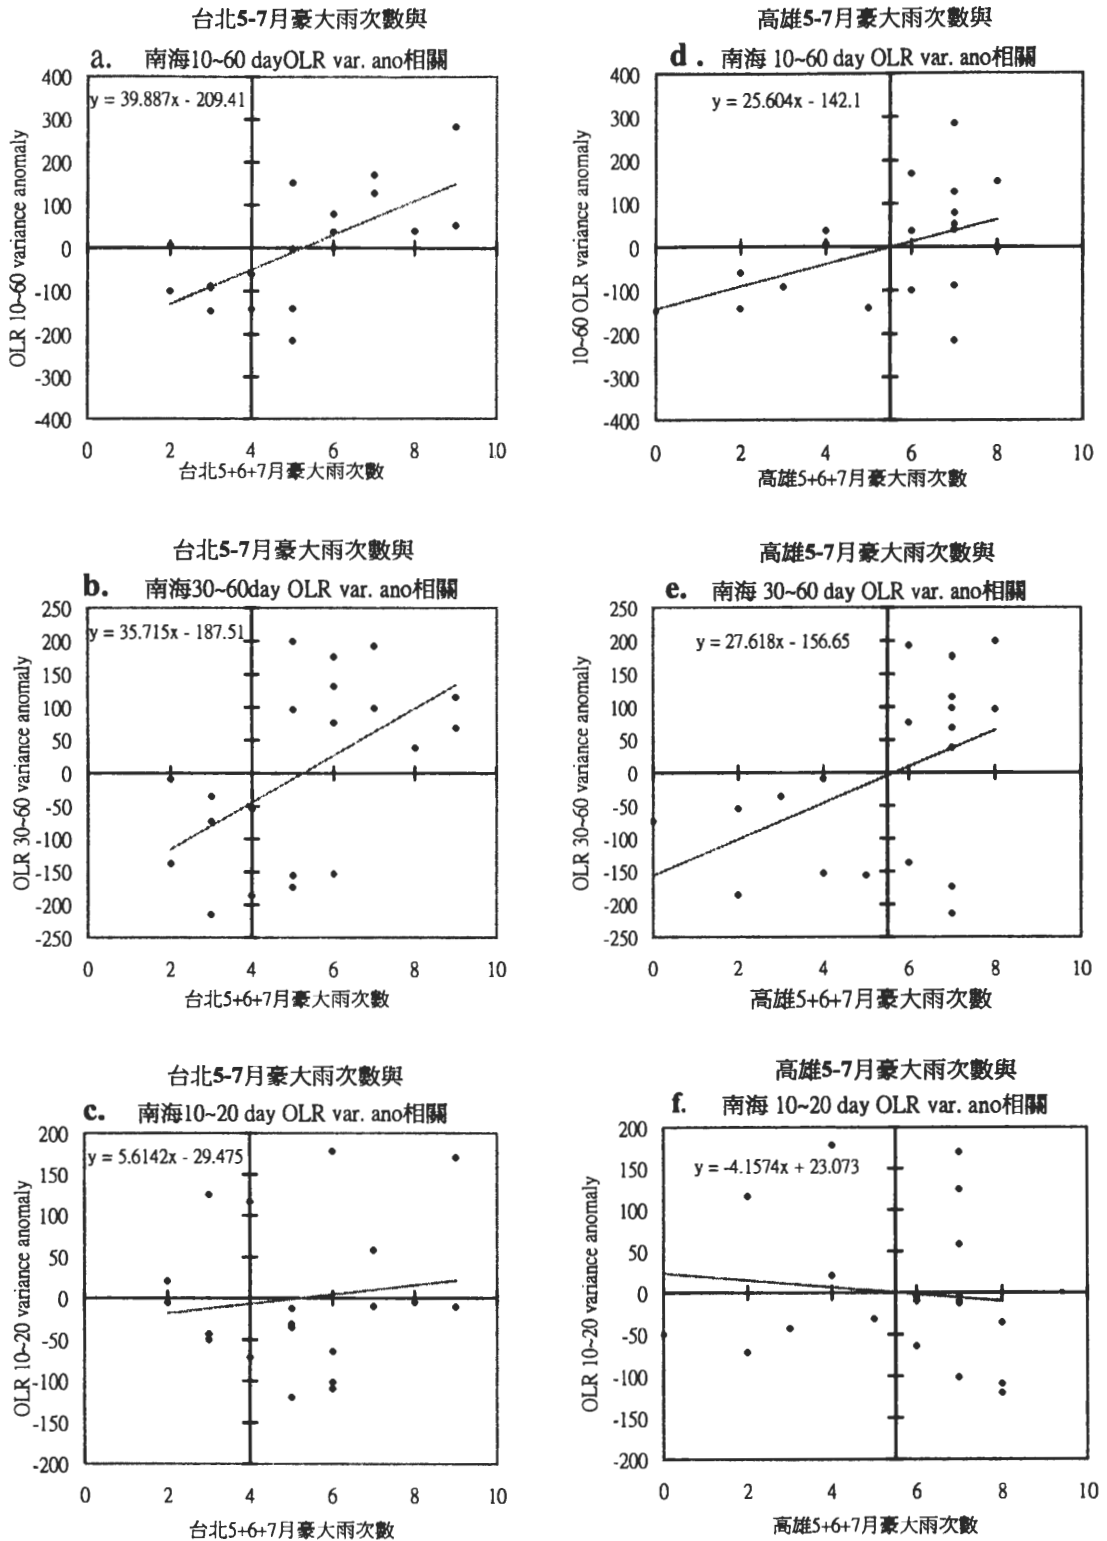 台北5-7月豪大雨次數與
a. 南海10~60 dayOLR var. ano相關
y = 39.887x - 209.41
OLR 10~60 variance anomaly
400
300
200
100
0
-100
-200
-300
-400
0 2 4 6 8 10
台北5+6+7月豪大雨次數
高雄5-7月豪大雨次數與
d . 南海 10~60 day OLR var. ano相關
y = 25.604x - 142.1
10~60 OLR variance anomaly
400
300
200
100
0
-100
-200
-300
-400
0 2 4 6 8 10
高雄5+6+7月豪大雨次數
台北5-7月豪大雨次數與
b. 南海30~60day OLR var. ano相關
y = 35.715x - 187.51
OLR 30~60 variance anomaly
250
200
150
100
50
0
-50
-100
-150
-200
-250
0 2 4 6 8 10
台北5+6+7月豪大雨次數
高雄5-7月豪大雨次數與
e. 南海 30~60 day OLR var. ano相關
y = 27.618x - 156.65
OLR 30~60 variance anomaly
250
200
150
100
50
0
-50
-100
-150
-200
-250
0 2 4 6 8 10
高雄5+6+7月豪大雨次數
台北5-7月豪大雨次數與
c. 南海10~20 day OLR var. ano相關
y = 5.6142x - 29.475
OLR 10~20 variance anomaly
200
150
100
50
0
-50
-100
-150
-200
0 2 4 6 8 10
台北5+6+7月豪大雨次數
高雄5-7月豪大雨次數與
f. 南海 10~20 day OLR var. ano相關
y = -4.1574x + 23.073
OLR 10~20 variance anomaly
200
150
100
50
0
-50
-100
-150
-200
0 2 4 6 8 10
高雄5+6+7月豪大雨次數